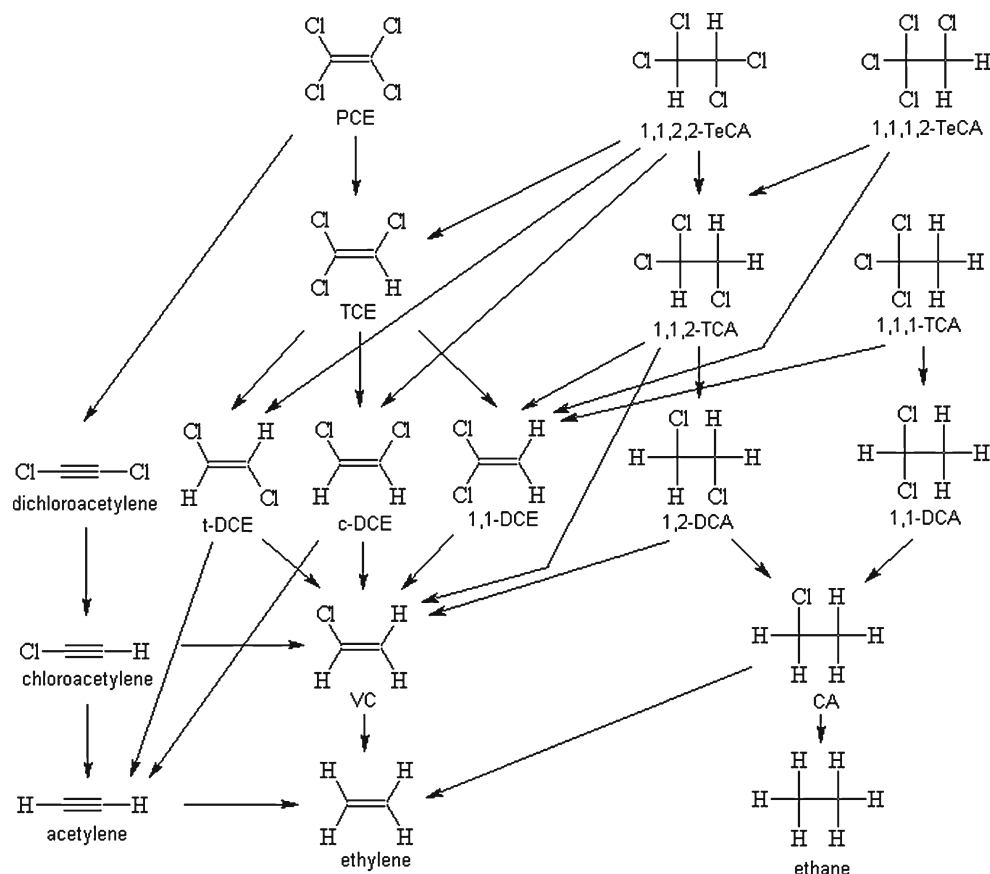 Cl Cl Cl H Cl Cl
Cl Cl Cl Cl H
Cl Cl H Cl Cl H
PCE 1,1,2,2-TeCA 1,1,1,2-TeCA
Cl Cl Cl H Cl H
Cl H Cl H
Cl H H Cl Cl H
TCE 1,1,2-TCA 1,1,1-TCA
Cl H Cl Cl Cl H Cl H Cl H
Cl Cl H H H H
H Cl H H Cl H H Cl Cl H
dichloroacetylene t-DCE c-DCE 1,1-DCE 1,2-DCA 1,1-DCA
Cl H Cl H
Cl H H H
H H H H
chloroacetylene VC CA
H H H H
H H H H
H H H H
acetylene ethylene ethane